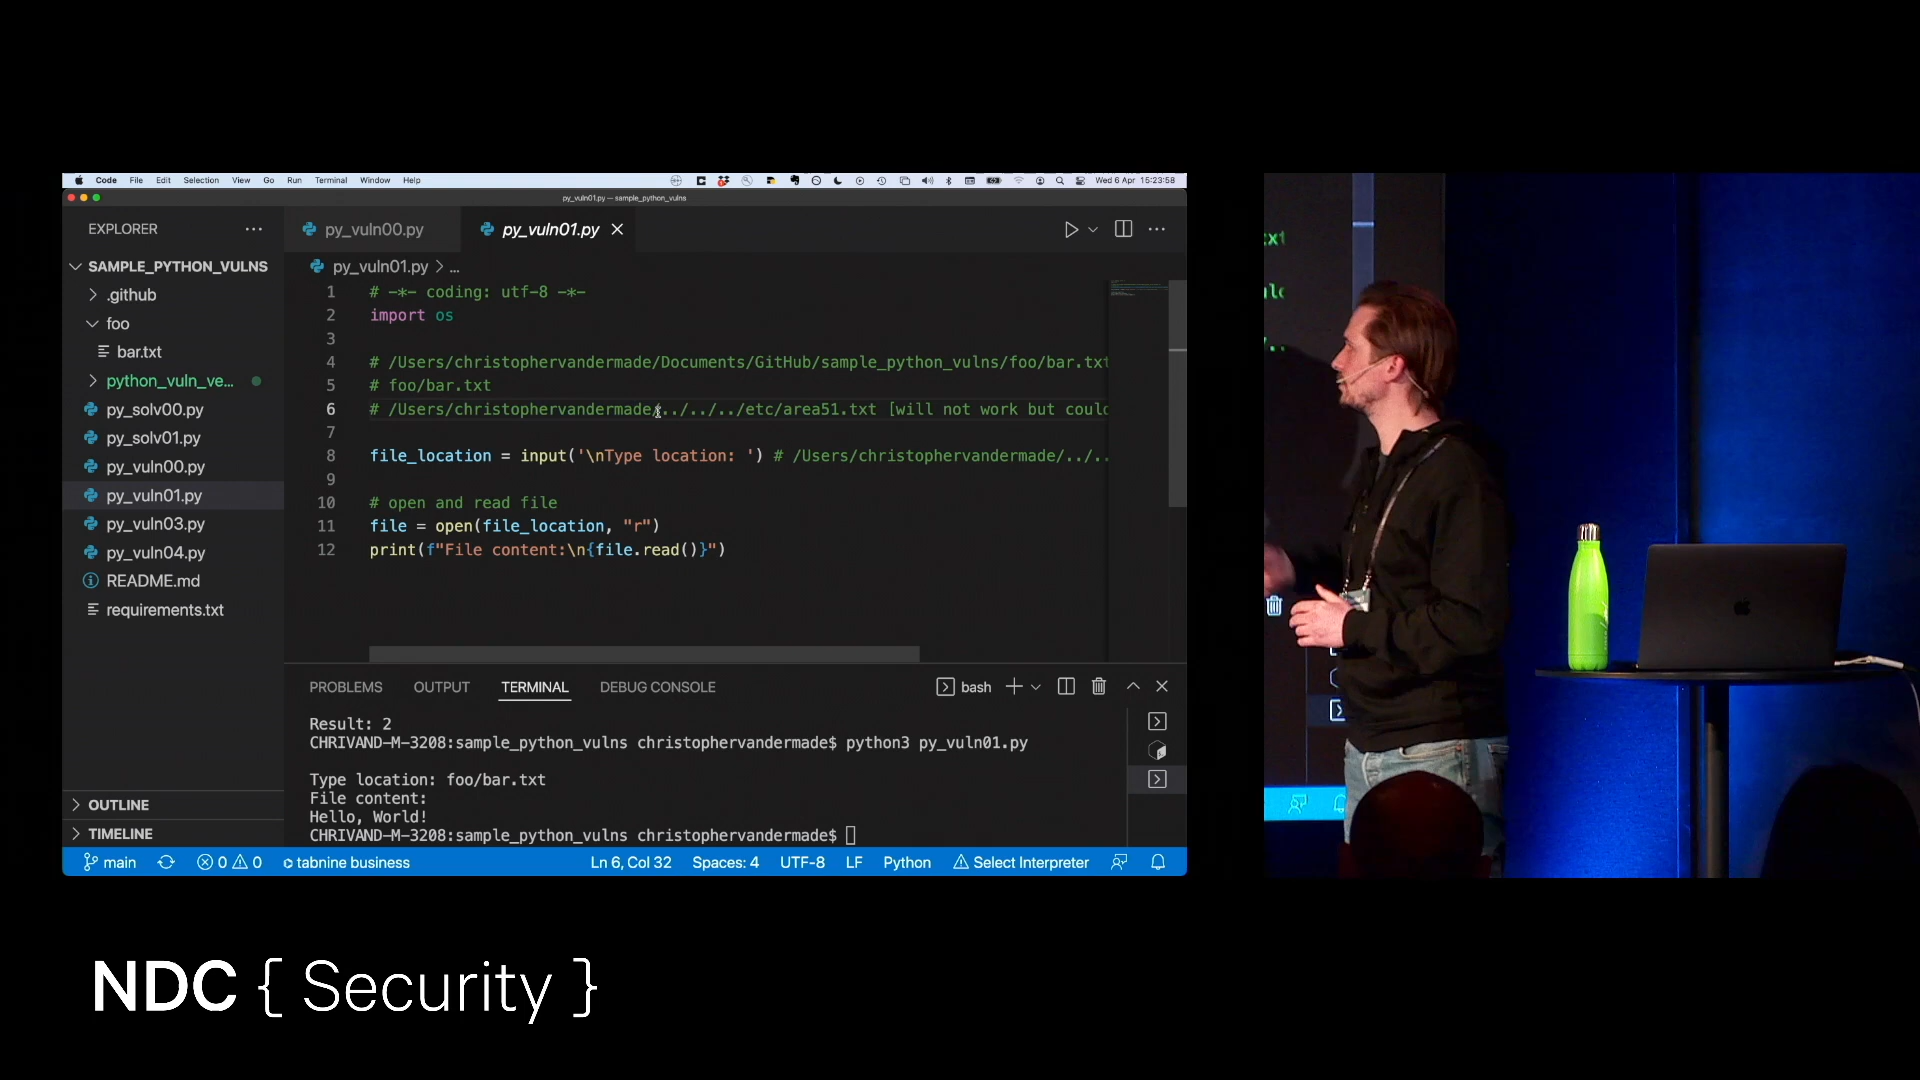 Code File Edit Selection View Go Run Terminal Window Help Wed 6 Apr 15:23:58
py_vuln01.py — sample_python_vulns
EXPLORER
SAMPLE_PYTHON_VULNS
.github
foo
bar.txt
python_vuln_ve...
py_solv00.py
py_solv01.py
py_vuln00.py
py_vuln01.py
py_vuln03.py
py_vuln04.py
README.md
requirements.txt
OUTLINE
TIMELINE
py_vuln00.py py_vuln01.py
py_vuln01.py > ...
1 # -*- coding: utf-8 -*-
2 import os
3
4 # /Users/christophervandermade/Documents/GitHub/sample_python_vulns/foo/bar.txt
5 # foo/bar.txt
6 # /Users/christophervandermade/../../../etc/area51.txt [will not work but could
7
8 file_location = input('\nType location: ') # /Users/christophervandermade/../..
9
10 # open and read file
11 file = open(file_location, "r")
12 print(f"File content:\n{file.read()}")
PROBLEMS OUTPUT TERMINAL DEBUG CONSOLE bash
Result: 2
CHRIVAND-M-3208:sample_python_vulns christophervandermade$ python3 py_vuln01.py
Type location: foo/bar.txt
File content:
Hello, World!
CHRIVAND-M-3208:sample_python_vulns christophervandermade$
main 0 0 tabnine business Ln 6, Col 32 Spaces: 4 UTF-8 LF Python Select Interpreter
NDC { Security }